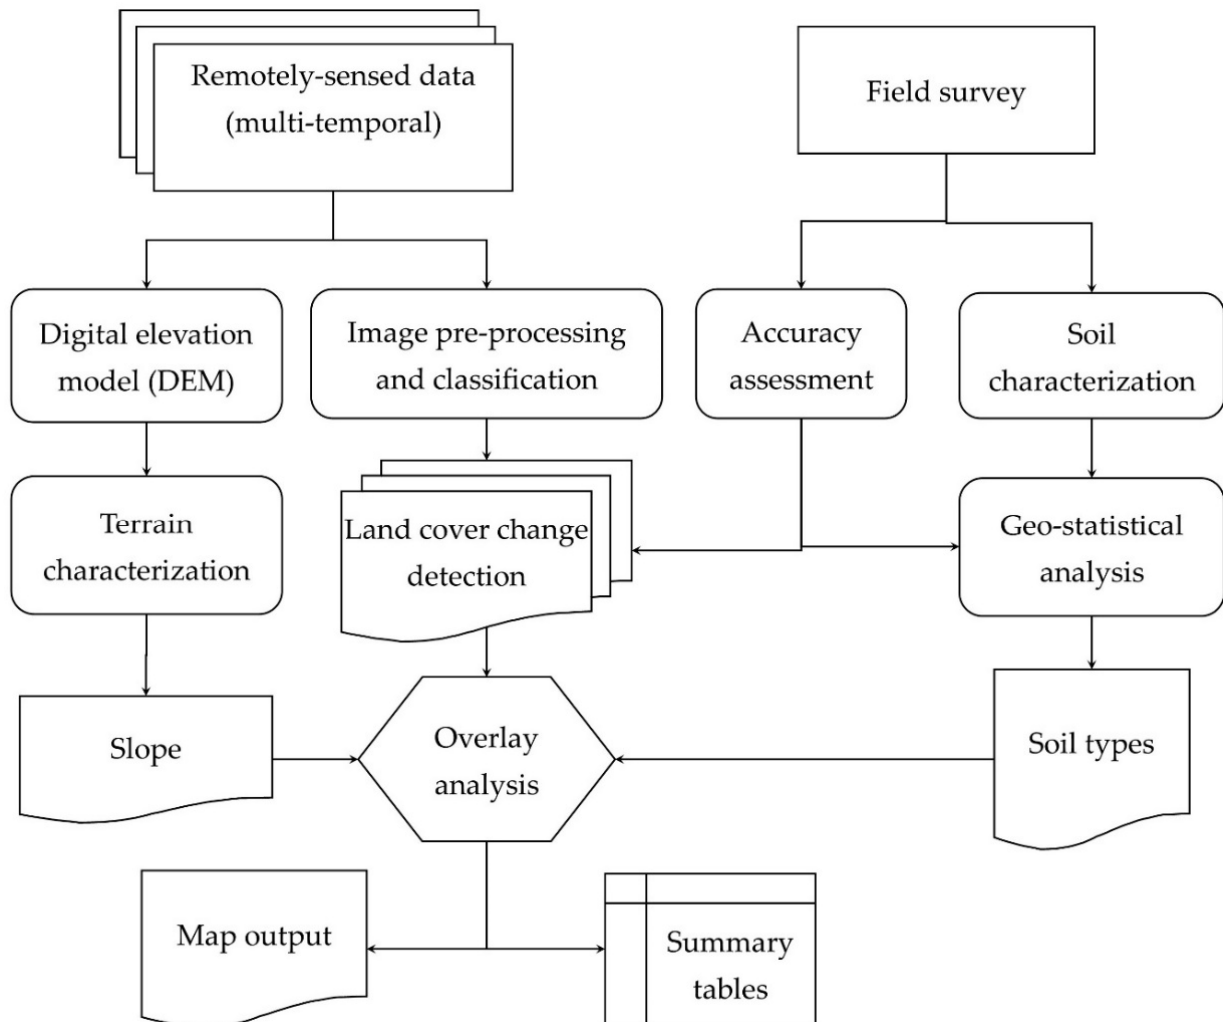 Remotely-sensed data
(multi-temporal)
Field survey
Digital elevation
model (DEM)
Image pre-processing
and classification
Accuracy
assessment
Soil
characterization
Terrain
characterization
Land cover change
detection
Geo-statistical
analysis
Slope
Overlay
analysis
Soil types
Map output
Summary
tables